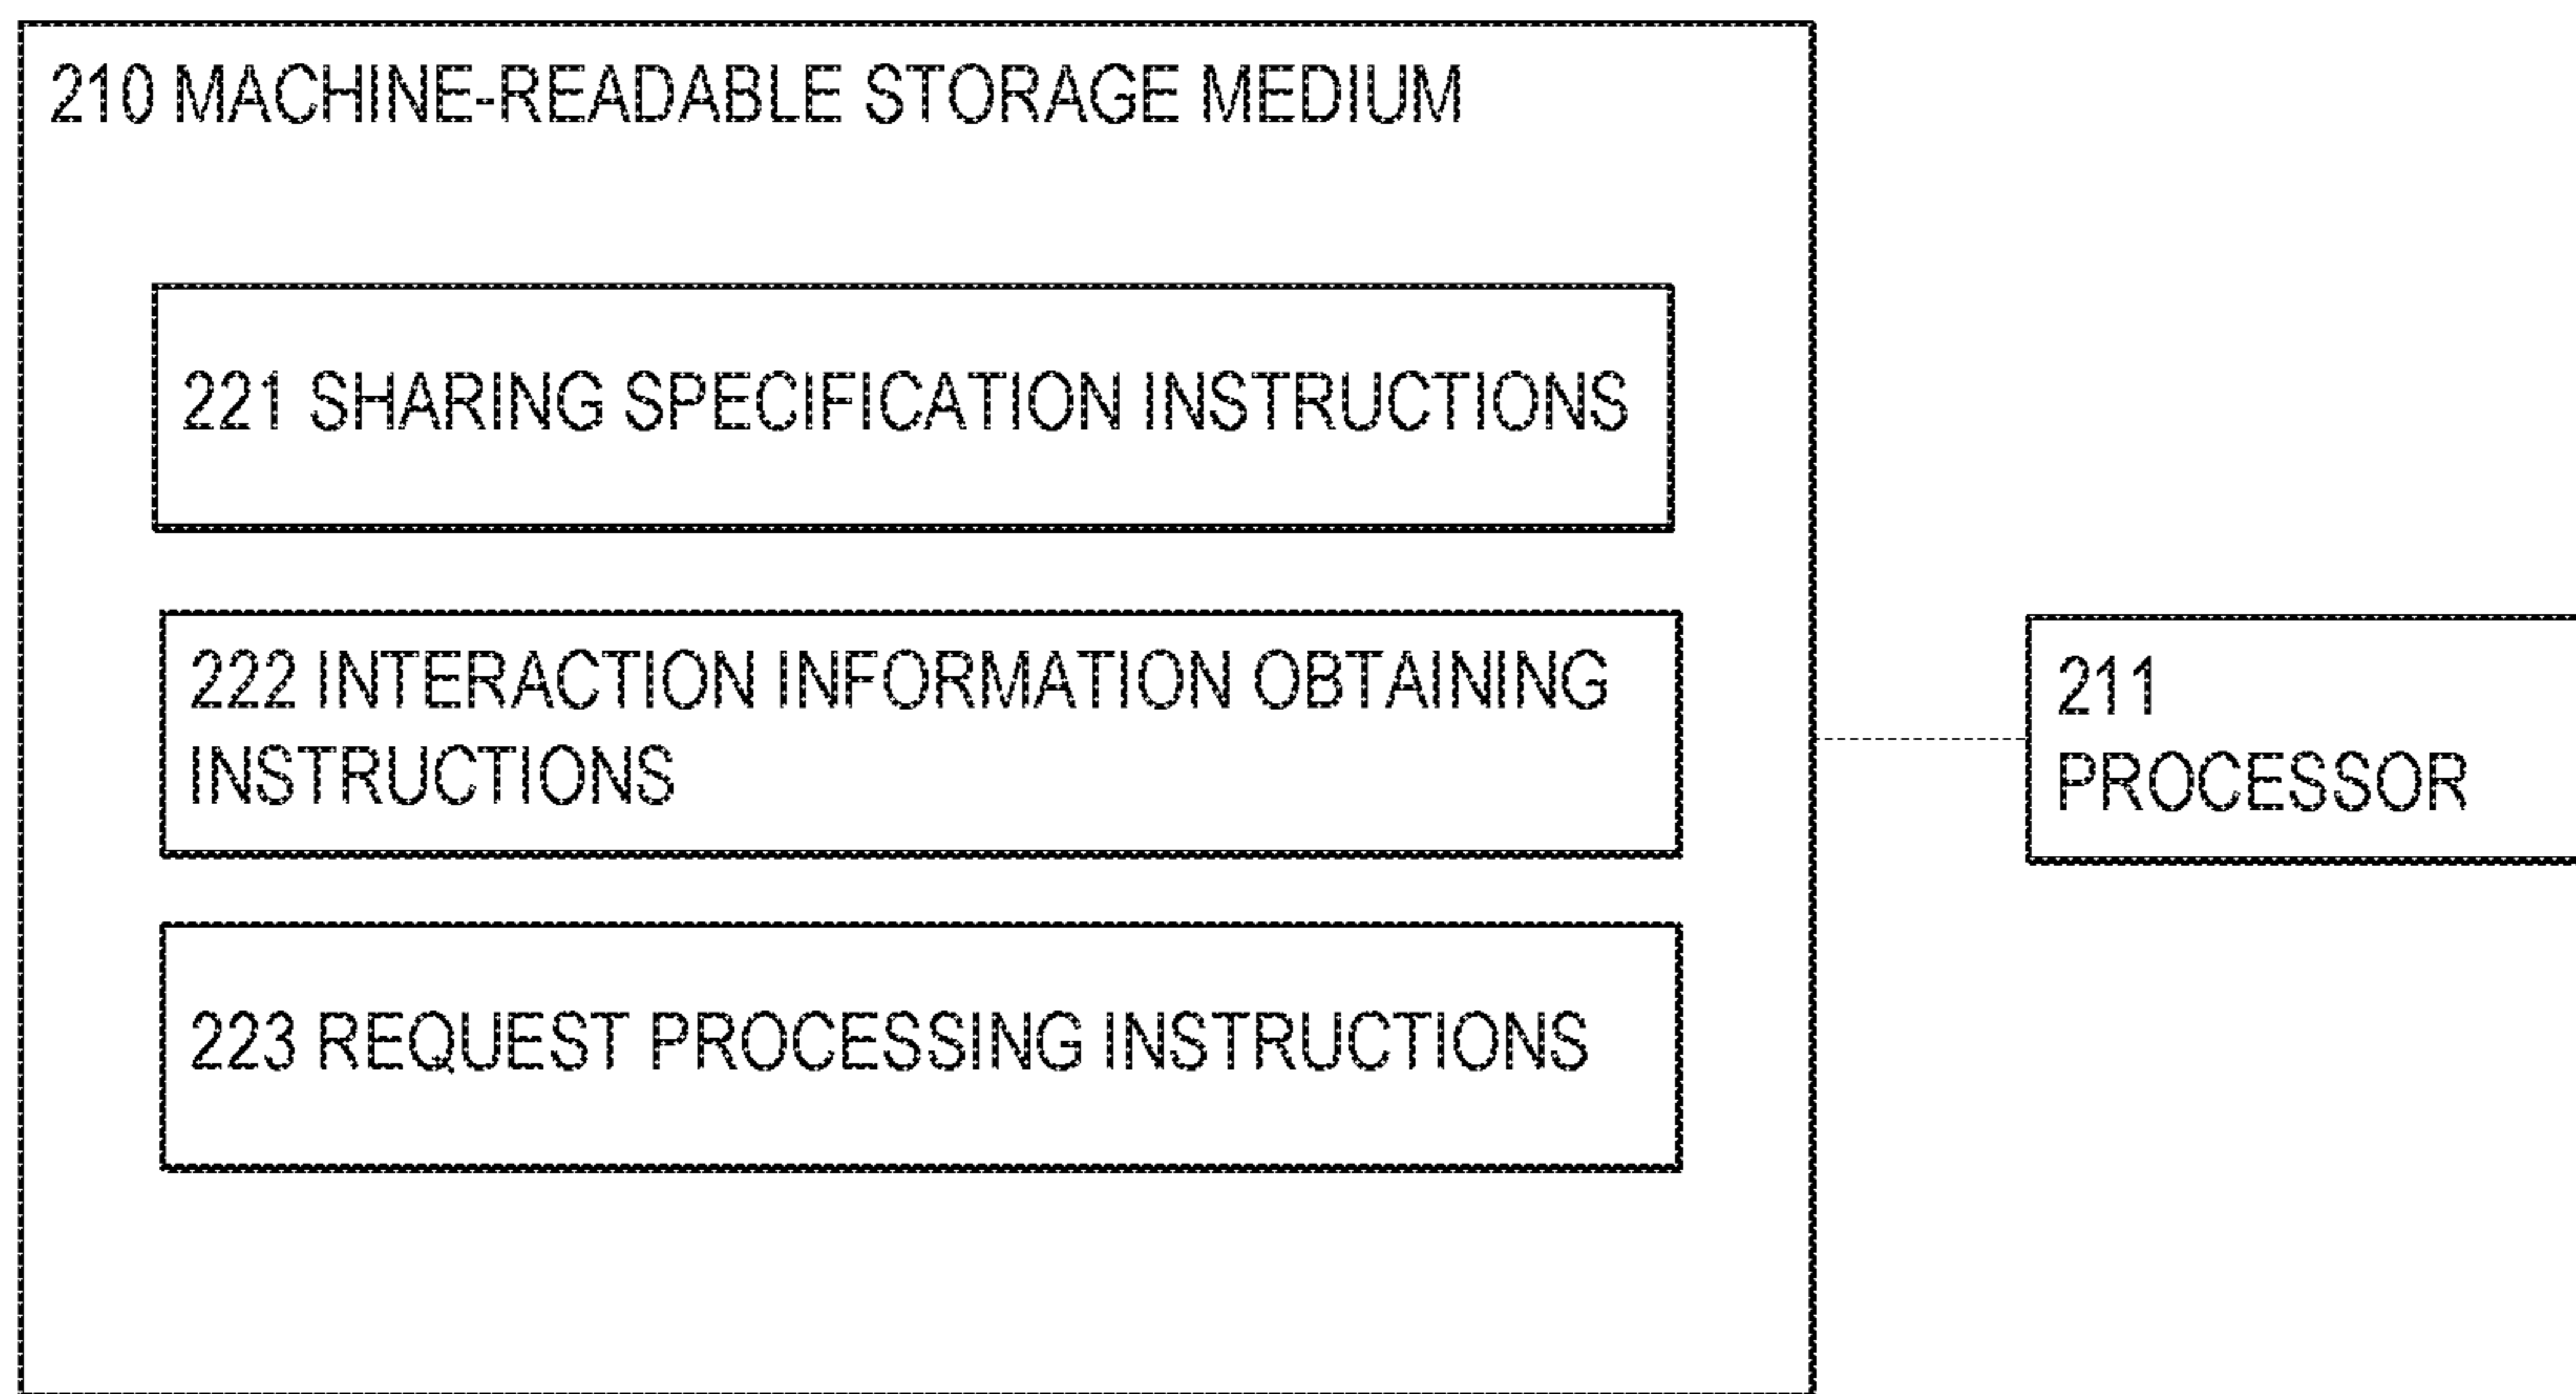 210 MACHINE-READABLE STORAGE MEDIUM
221 SHARING SPECIFICATION INSTRUCTIONS
222 INTERACTION INFORMATION OBTAINING
INSTRUCTIONS
223 REQUEST PROCESSING INSTRUCTIONS
211
PROCESSOR